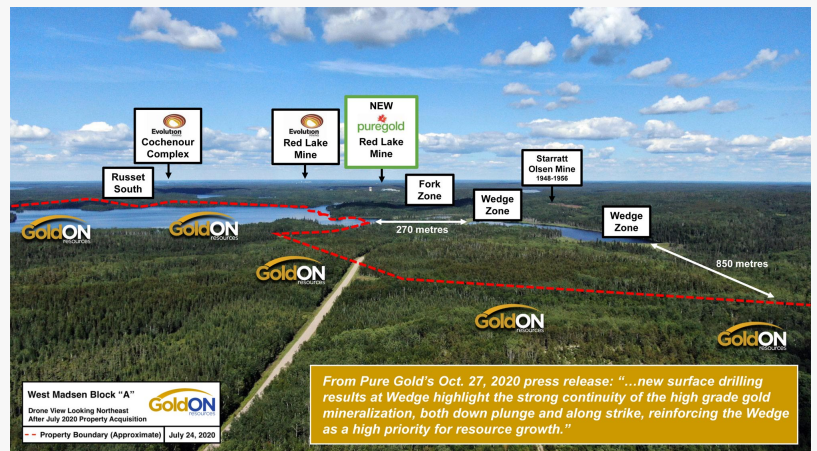 NEW
puregold
Red Lake
Mine
Evolution
MINING
Cochenour
Complex
Evolution
MINING
Red Lake
Mine
Russet
South
Fork
Zone
Wedge
Zone
Starratt
Olsen Mine
1948-1956
Wedge
Zone
270 metres
850 metres
GoldON
resources
GoldON
resources
GoldON
resources
GoldON
resources
GoldON
resources
West Madsen Block “A”
Drone View Looking Northeast
After July 2020 Property Acquisition
GoldON
resources
Property Boundary (Approximate)
July 24, 2020
From Pure Gold’s Oct. 27, 2020 press release: “…new surface drilling
results at Wedge highlight the strong continuity of the high grade gold
mineralization, both down plunge and along strike, reinforcing the Wedge
as a high priority for resource growth.”